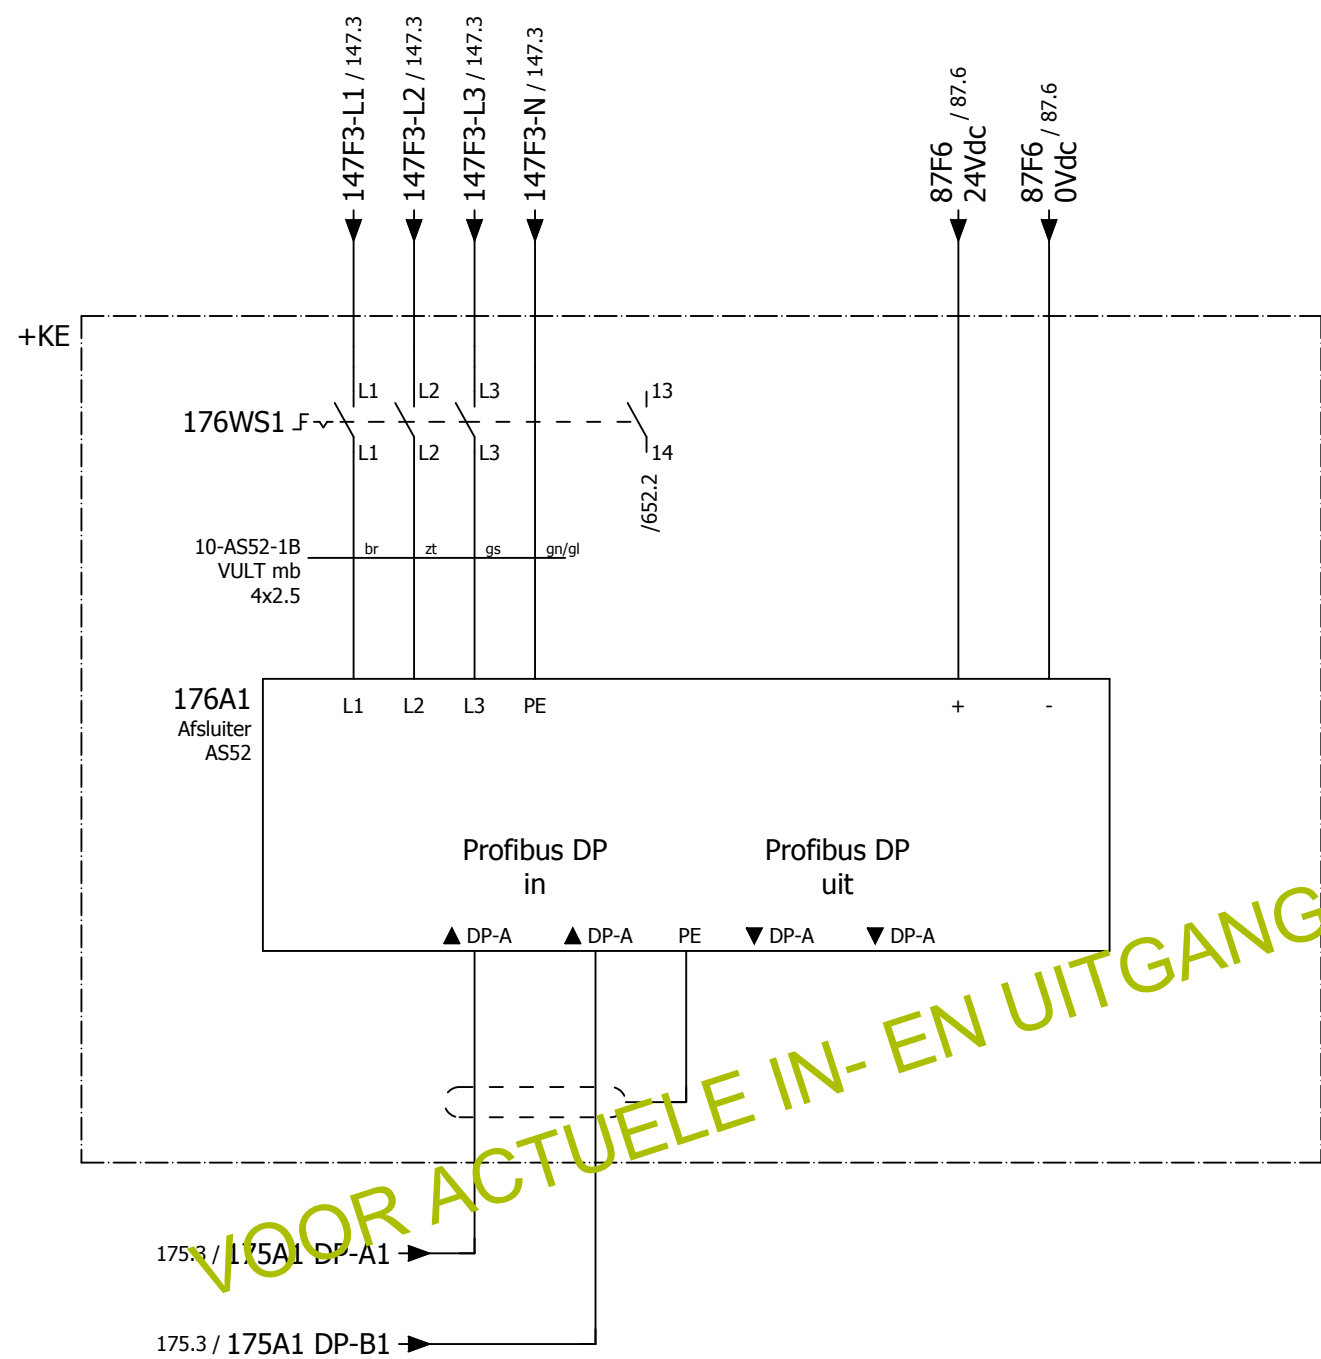 147F3-L1 / 147.3
147F3-L2 / 147.3
147F3-L3 / 147.3
147F3-N / 147.3
87F6 / 87.6
24Vdc
87F6 / 87.6
0Vdc
+KE
L1
L2
L3
13
176WS1
L1
L2
L3
14
/652.2
10-AS52-1B
VULT mb
4x2.5
br
zt
gs
gn/gl
176A1
Afsluiter
AS52
L1
L2
L3
PE
+
-
Profibus DP
in
Profibus DP
uit
DP-A
DP-A
PE
DP-A
DP-A
VOOR ACTUELE IN- EN UITGANG
175.3 / 175A1 DP-A1
175.3 / 175A1 DP-B1